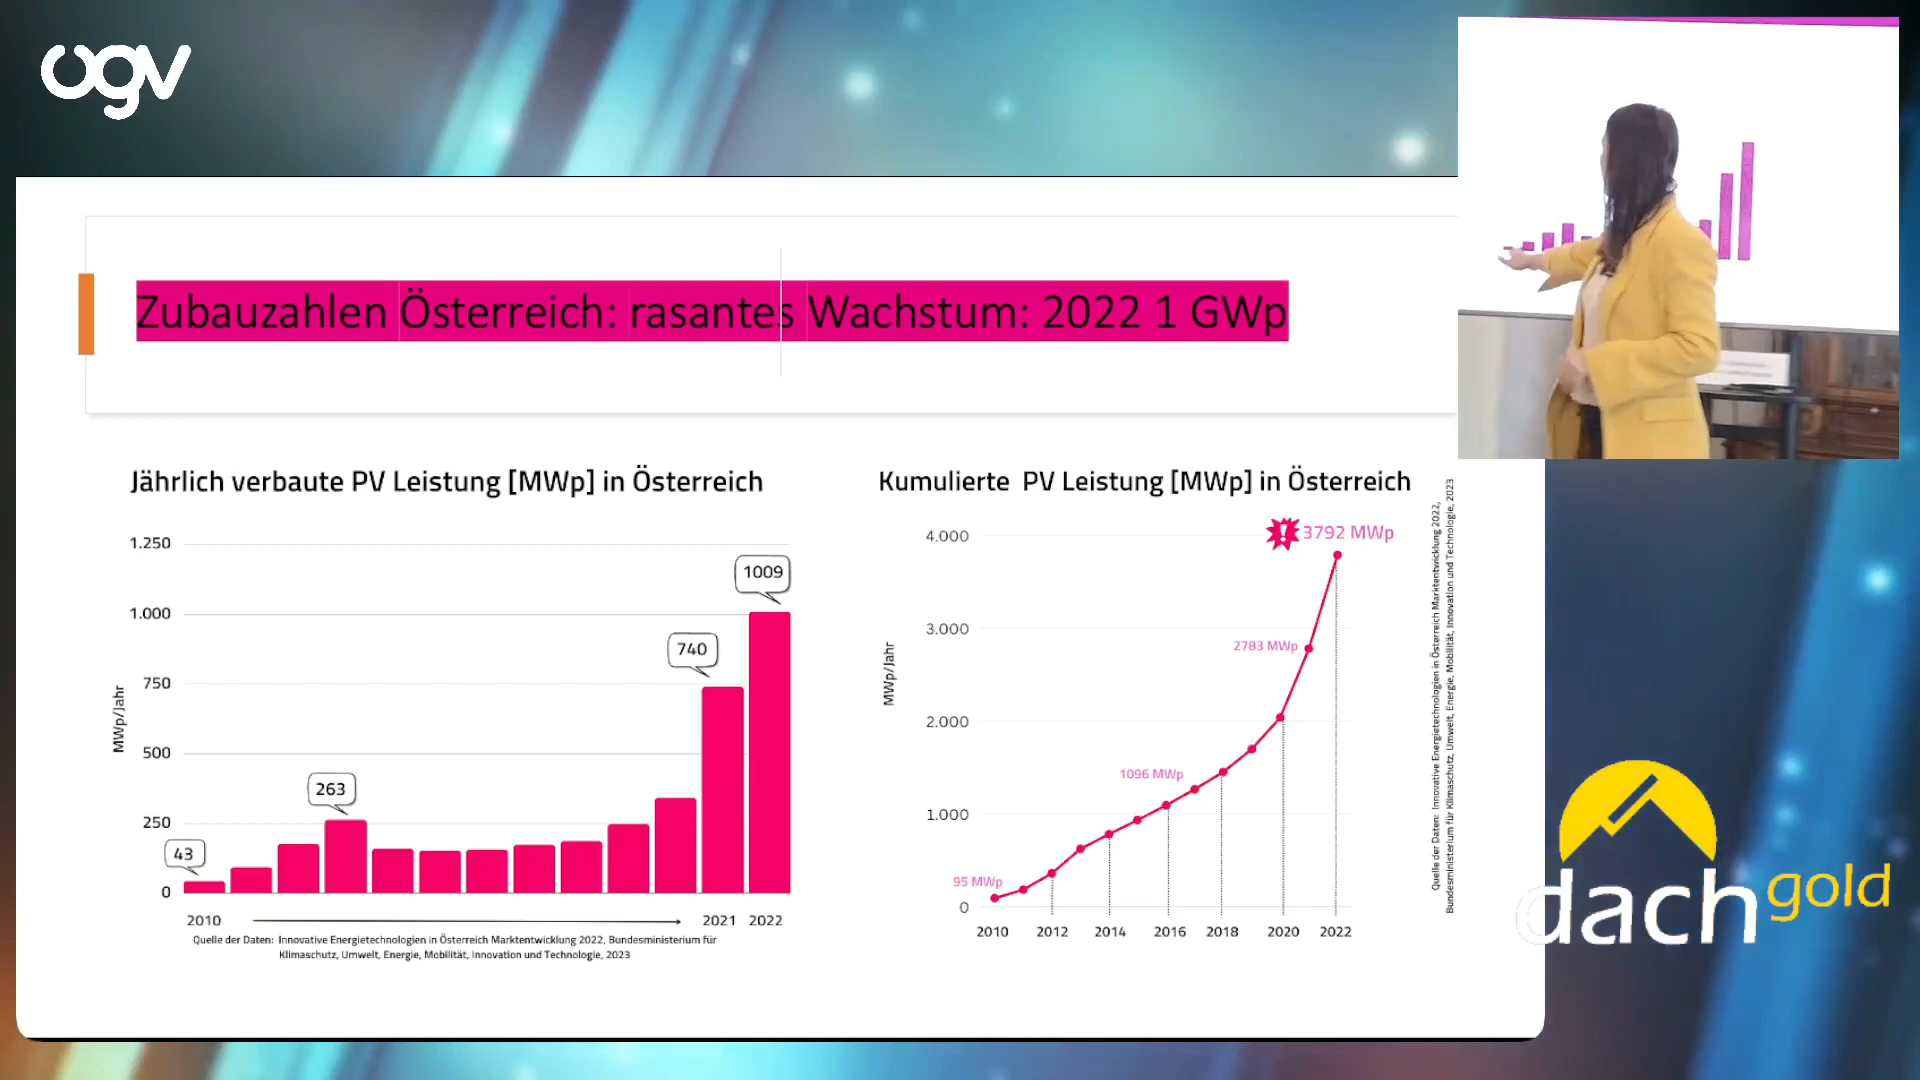 ogv
Zubauzahlen Österreich: rasantes Wachstum: 2022 1 GWp
Jährlich verbaute PV Leistung [MWp] in Österreich
1.250
1.000
750
500
250
0
MWp/Jahr
43
263
740
1009
2010
2021
2022
Quelle der Daten: Innovative Energietechnologien in Österreich Marktentwicklung 2022, Bundesministerium für
Klimaschutz, Umwelt, Energie, Mobilität, Innovation und Technologie, 2023
Kumulierte PV Leistung [MWp] in Österreich
4.000
3.000
2.000
1.000
0
MWp/Jahr
95 MWp
1096 MWp
2783 MWp
! 3792 MWp
2010
2012
2014
2016
2018
2020
2022
Quelle der Daten: Innovative Energietechnologien in Österreich Marktentwicklung 2022,
Bundesministerium für Klimaschutz, Umwelt, Energie, Mobilität, Innovation und Technologie, 2023
dachgold